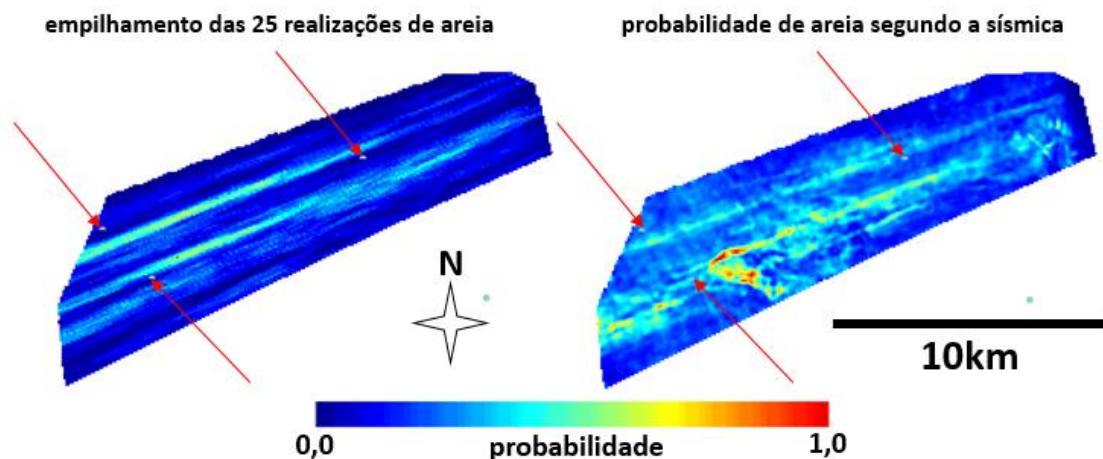 empilhamento das 25 realizações de areia
probabilidade de areia segundo a sísmica
N
10km
0,0
probabilidade
1,0